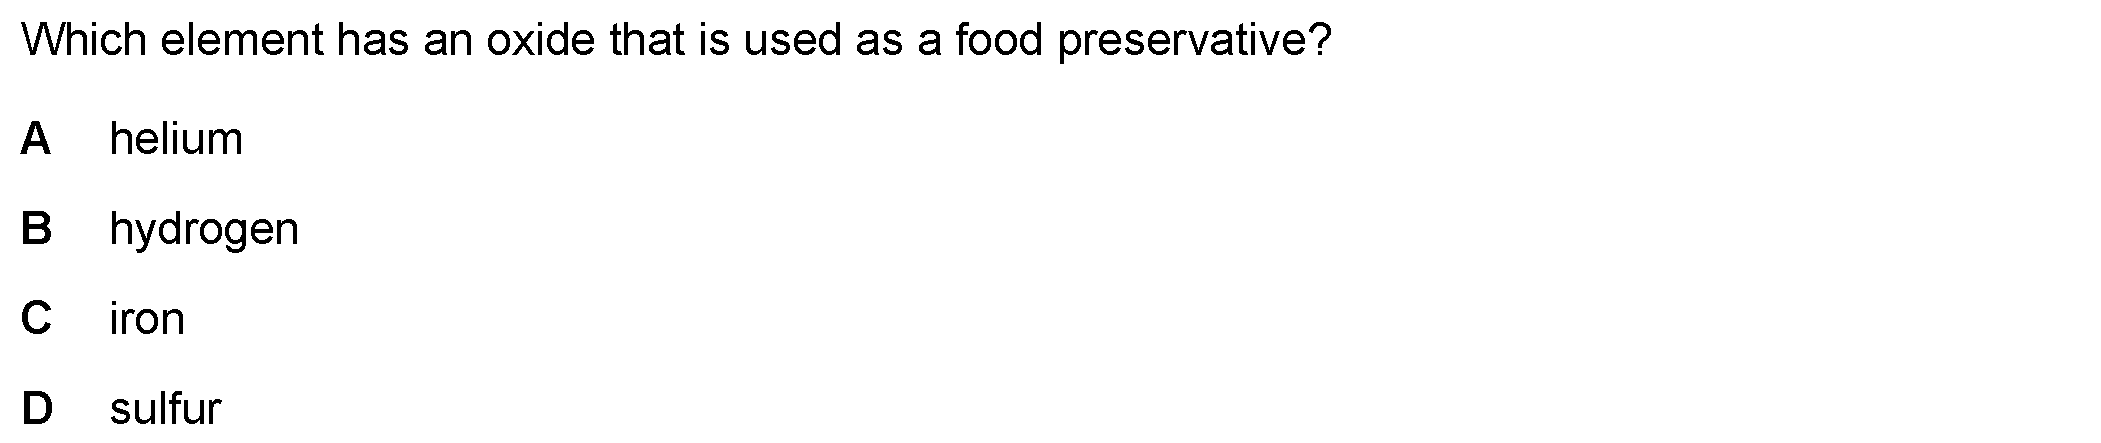 Which element has an oxide that is used as a food preservative?
A helium
B hydrogen
C iron
D sulfur